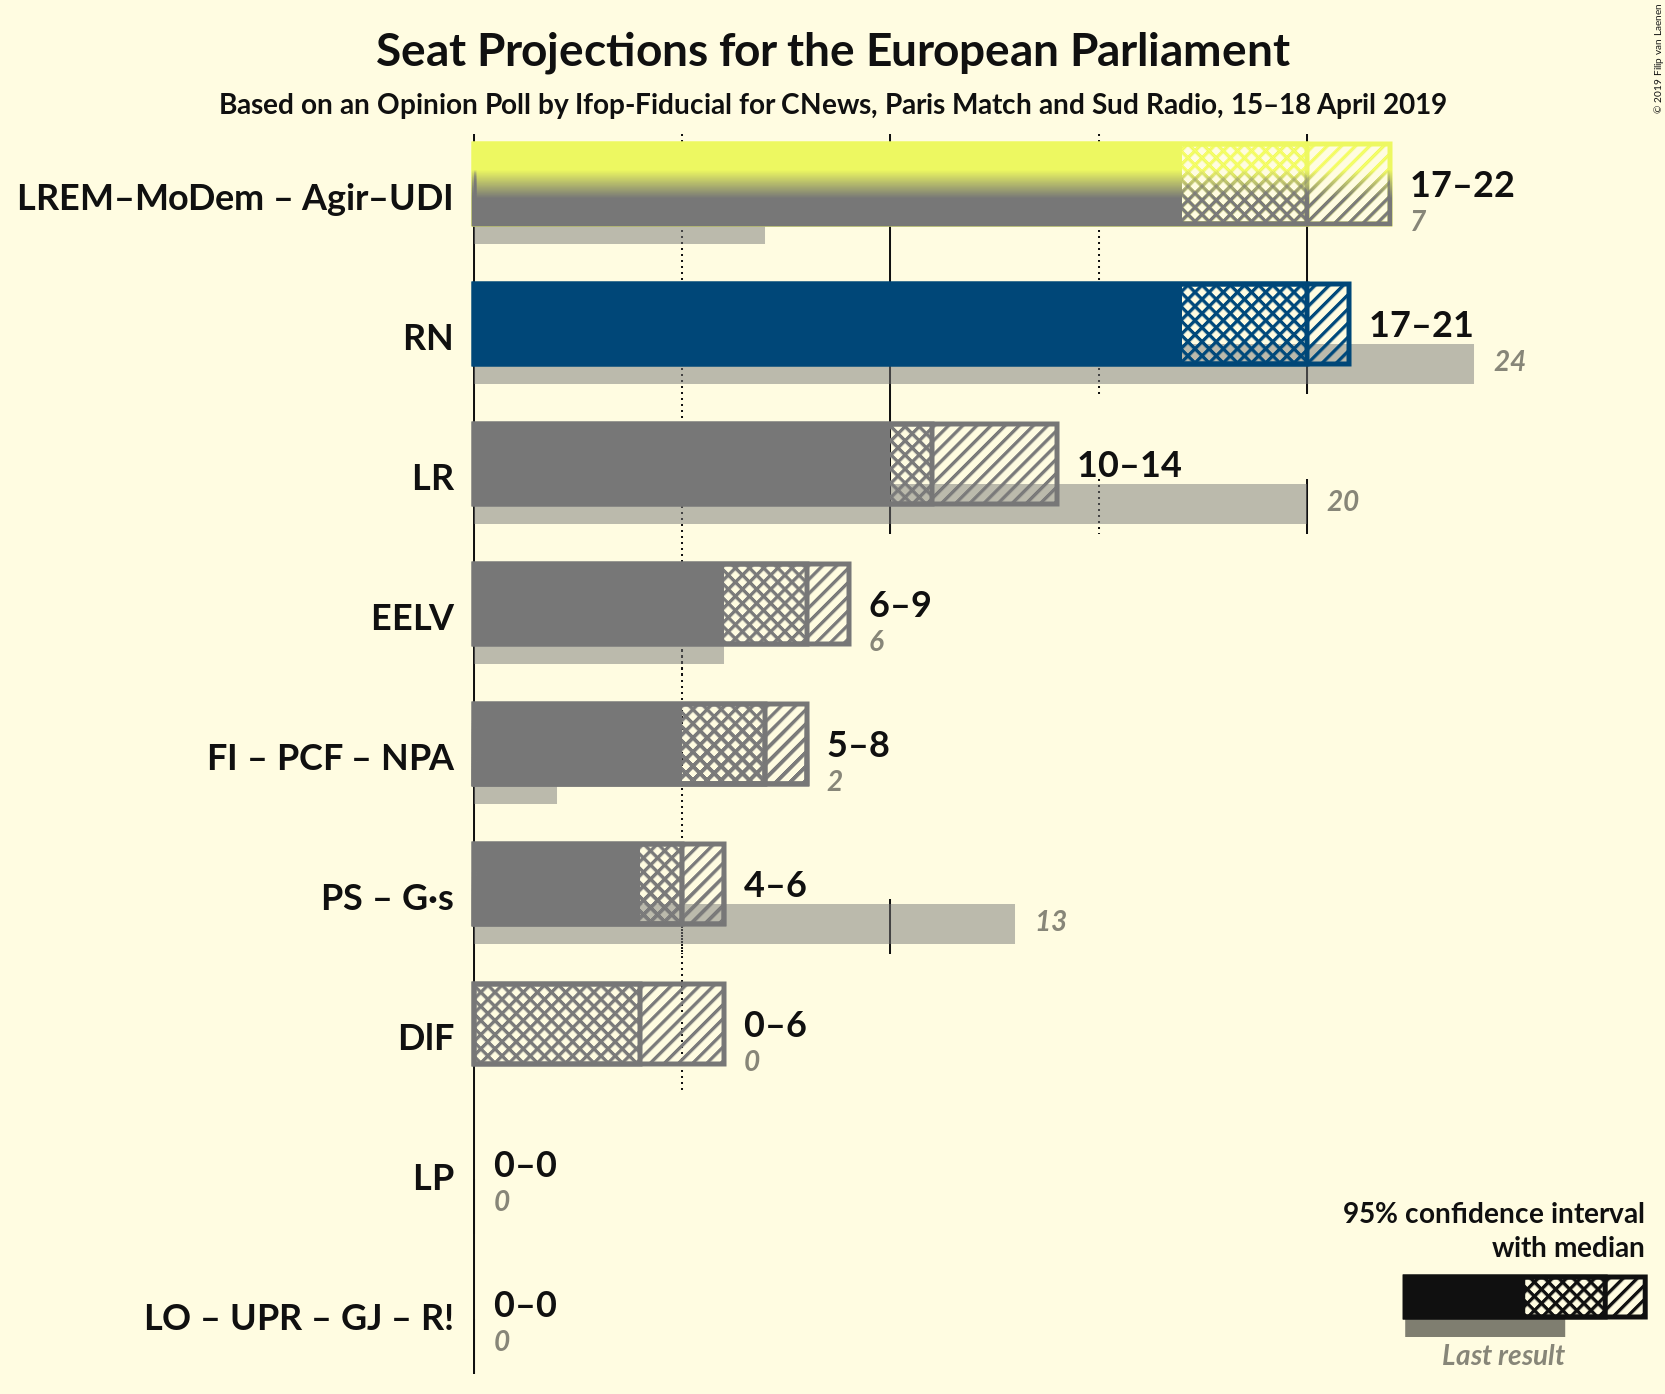 Seat Projections for the European Parliament
Based on an Opinion Poll by Ifop-Fiducial for CNews, Paris Match and Sud Radio, 15–18 April 2019
© 2019 Filip van Laenen
LREM–MoDem – Agir–UDI
17–22
7
RN
17–21
24
LR
10–14
20
EELV
6–9
6
FI – PCF – NPA
5–8
2
PS – G·s
4–6
13
DlF
0–6
0
LP
0–0
0
LO – UPR – GJ – R!
0–0
0
95% confidence interval
with median
Last result